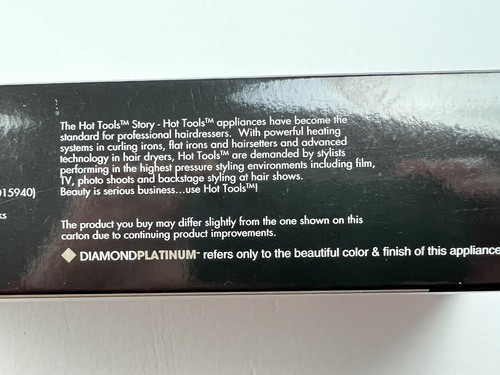 The Hot Tools™ Story - Hot Tools™ appliances have become the
standard for professional hairdressers. With powerful heating
systems in curling irons, flat irons and hairsetters and advanced
technology in hair dryers, Hot Tools™ are demanded by stylists
performing in the highest pressure styling environments including film,
TV, photo shoots and backstage styling at hair shows.
Beauty is serious business...use Hot Tools™!
015940)
ks
The product you buy may differ slightly from the one shown on this
carton due to continuing product improvements.
DIAMONDPLATINUM™ refers only to the beautiful color & finish of this appliance